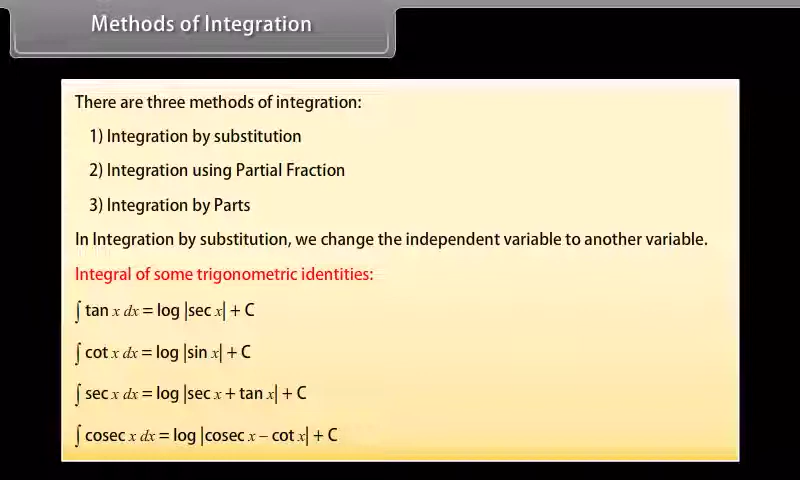 Methods of Integration
There are three methods of integration:
1) Integration by substitution
2) Integration using Partial Fraction
3) Integration by Parts
In Integration by substitution, we change the independent variable to another variable.
Integral of some trigonometric identities:
∫ tan x dx = log |sec x| + C
∫ cot x dx = log |sin x| + C
∫ sec x dx = log |sec x + tan x| + C
∫ cosec x dx = log |cosec x – cot x| + C